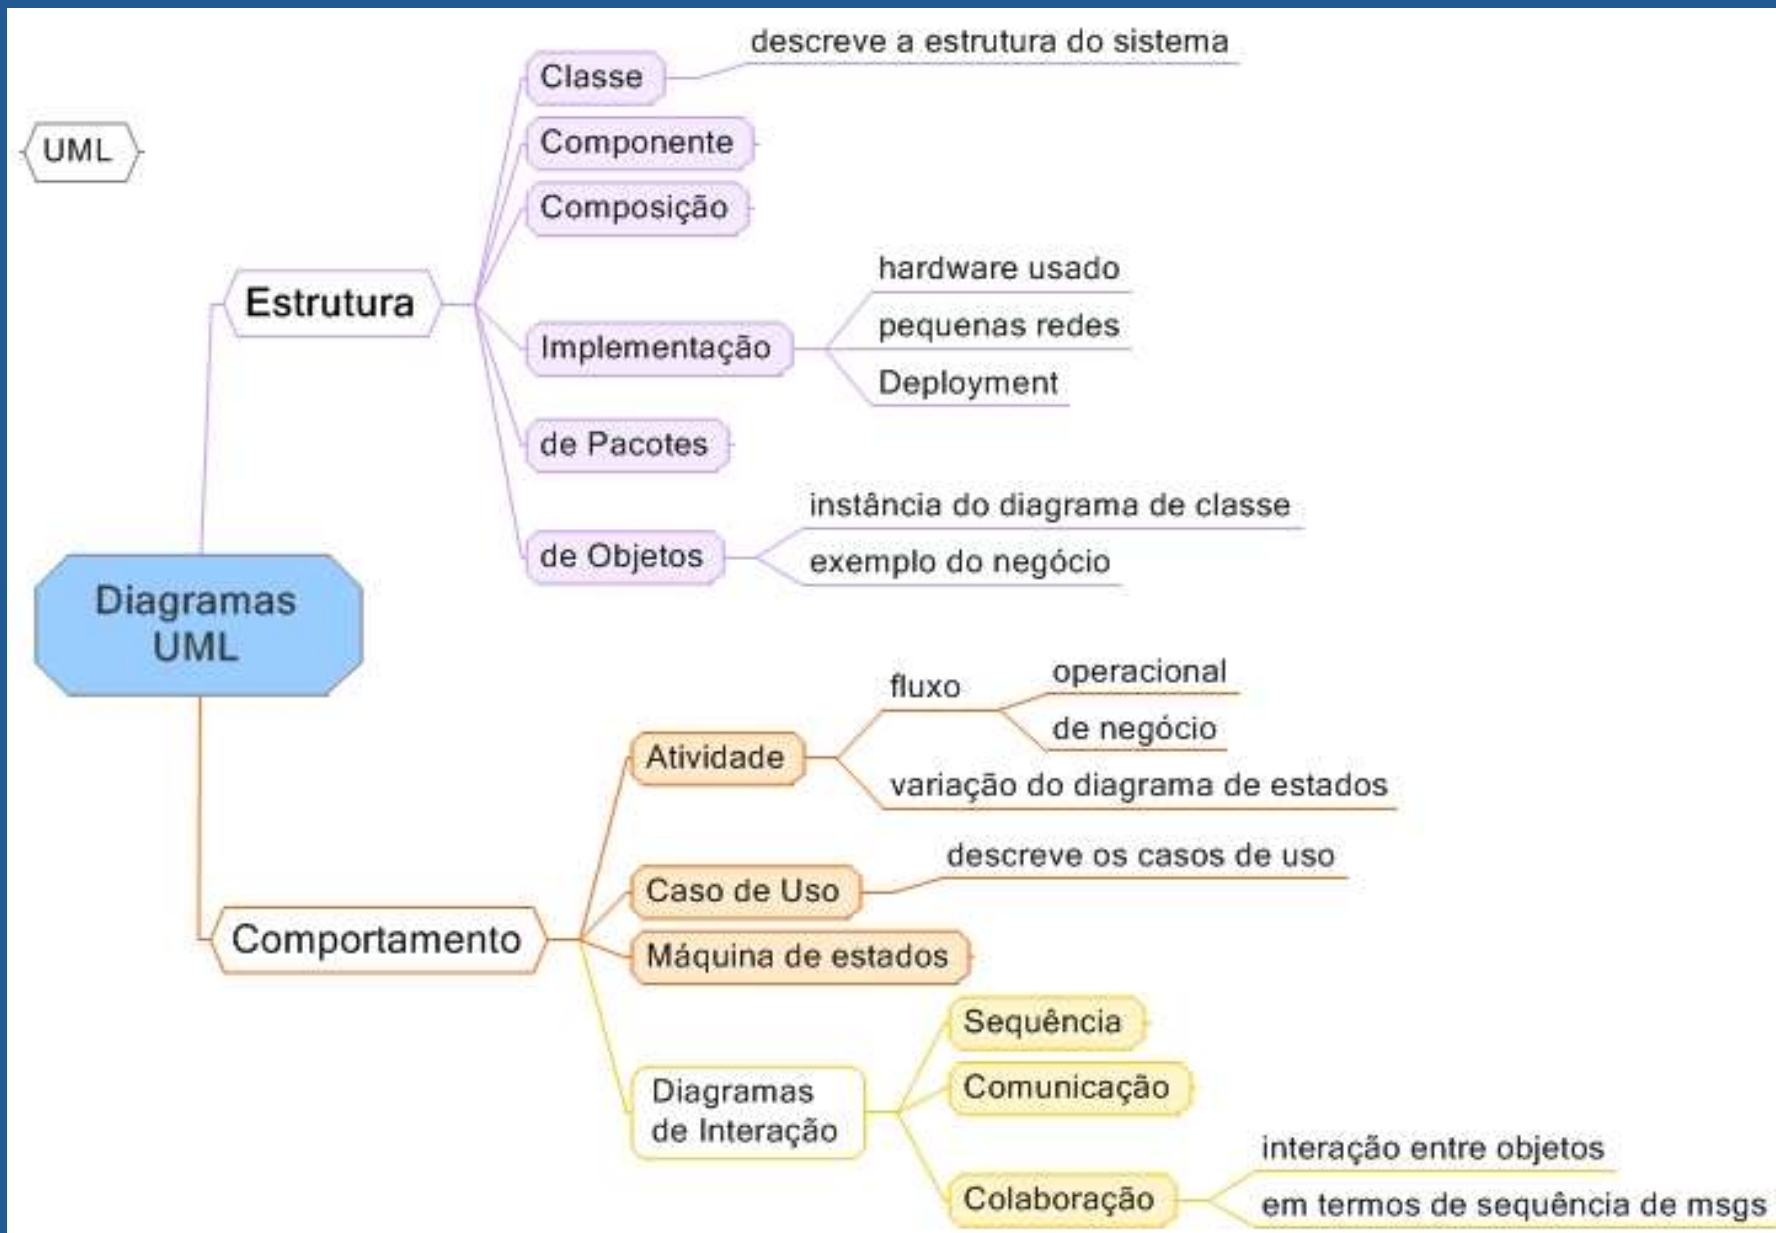 UML
Diagramas
UML
Estrutura
Classe
descreve a estrutura do sistema
Componente
Composição
Implementação
hardware usado
pequenas redes
Deployment
de Pacotes
de Objetos
instância do diagrama de classe
exemplo do negócio
Comportamento
Atividade
fluxo
operacional
de negócio
variação do diagrama de estados
Caso de Uso
descreve os casos de uso
Máquina de estados
Diagramas
de Interação
Sequência
Comunicação
Colaboração
interação entre objetos
em termos de sequência de msgs